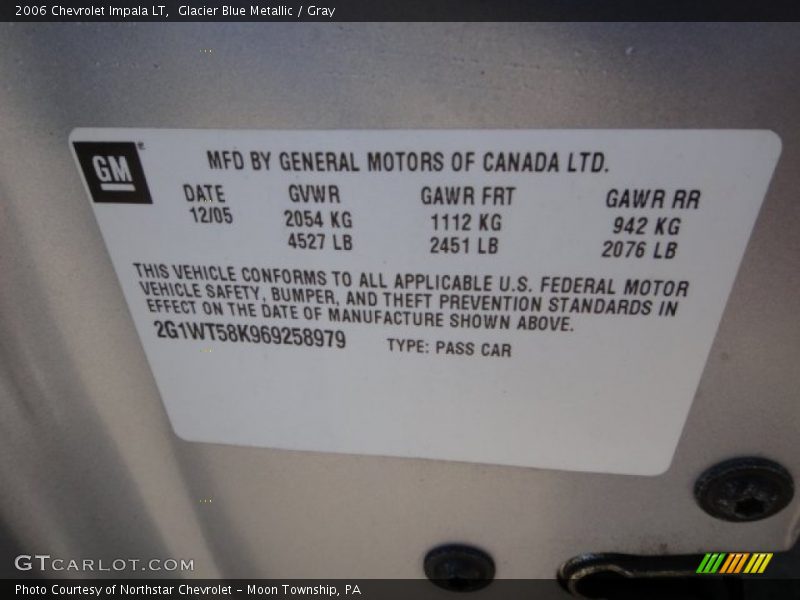 2006 Chevrolet Impala LT,  Glacier Blue Metallic / Gray
GM
MFD BY GENERAL MOTORS OF CANADA LTD.
DATE GVWR GAWR FRT GAWR RR
12/05 2054 KG 1112 KG 942 KG
4527 LB 2451 LB 2076 LB
THIS VEHICLE CONFORMS TO ALL APPLICABLE U.S. FEDERAL MOTOR
VEHICLE SAFETY, BUMPER, AND THEFT PREVENTION STANDARDS IN
EFFECT ON THE DATE OF MANUFACTURE SHOWN ABOVE.
2G1WT58K969258979 TYPE: PASS CAR
GTCARLOT.COM
Photo Courtesy of Northstar Chevrolet - Moon Township, PA